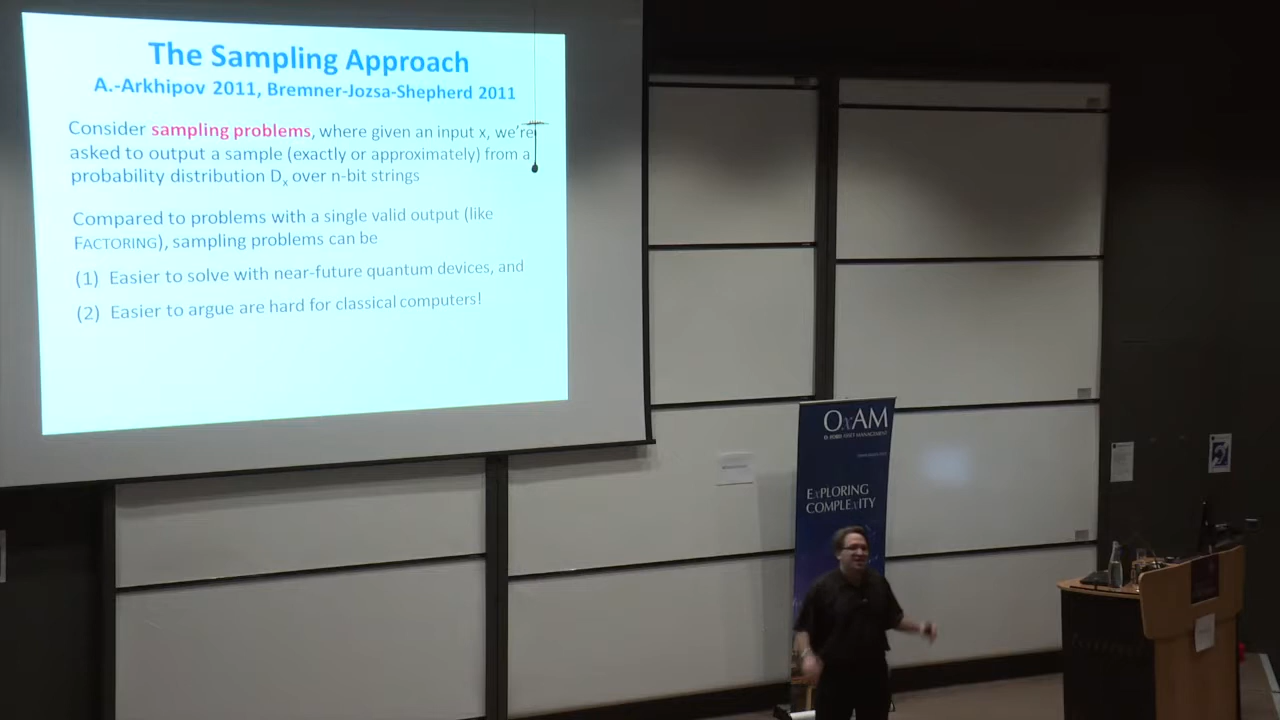 The Sampling Approach
A.-Arkhipov 2011, Bremner-Jozsa-Shepherd 2011
Consider sampling problems, where given an input x, we're
asked to output a sample (exactly or approximately) from a
probability distribution Dx over n-bit strings
Compared to problems with a single valid output (like
FACTORING), sampling problems can be
(1) Easier to solve with near-future quantum devices, and
(2) Easier to argue are hard for classical computers!
OxAM
OXFORD ASSET MANAGEMENT
ExPLORING
COMPLExITY